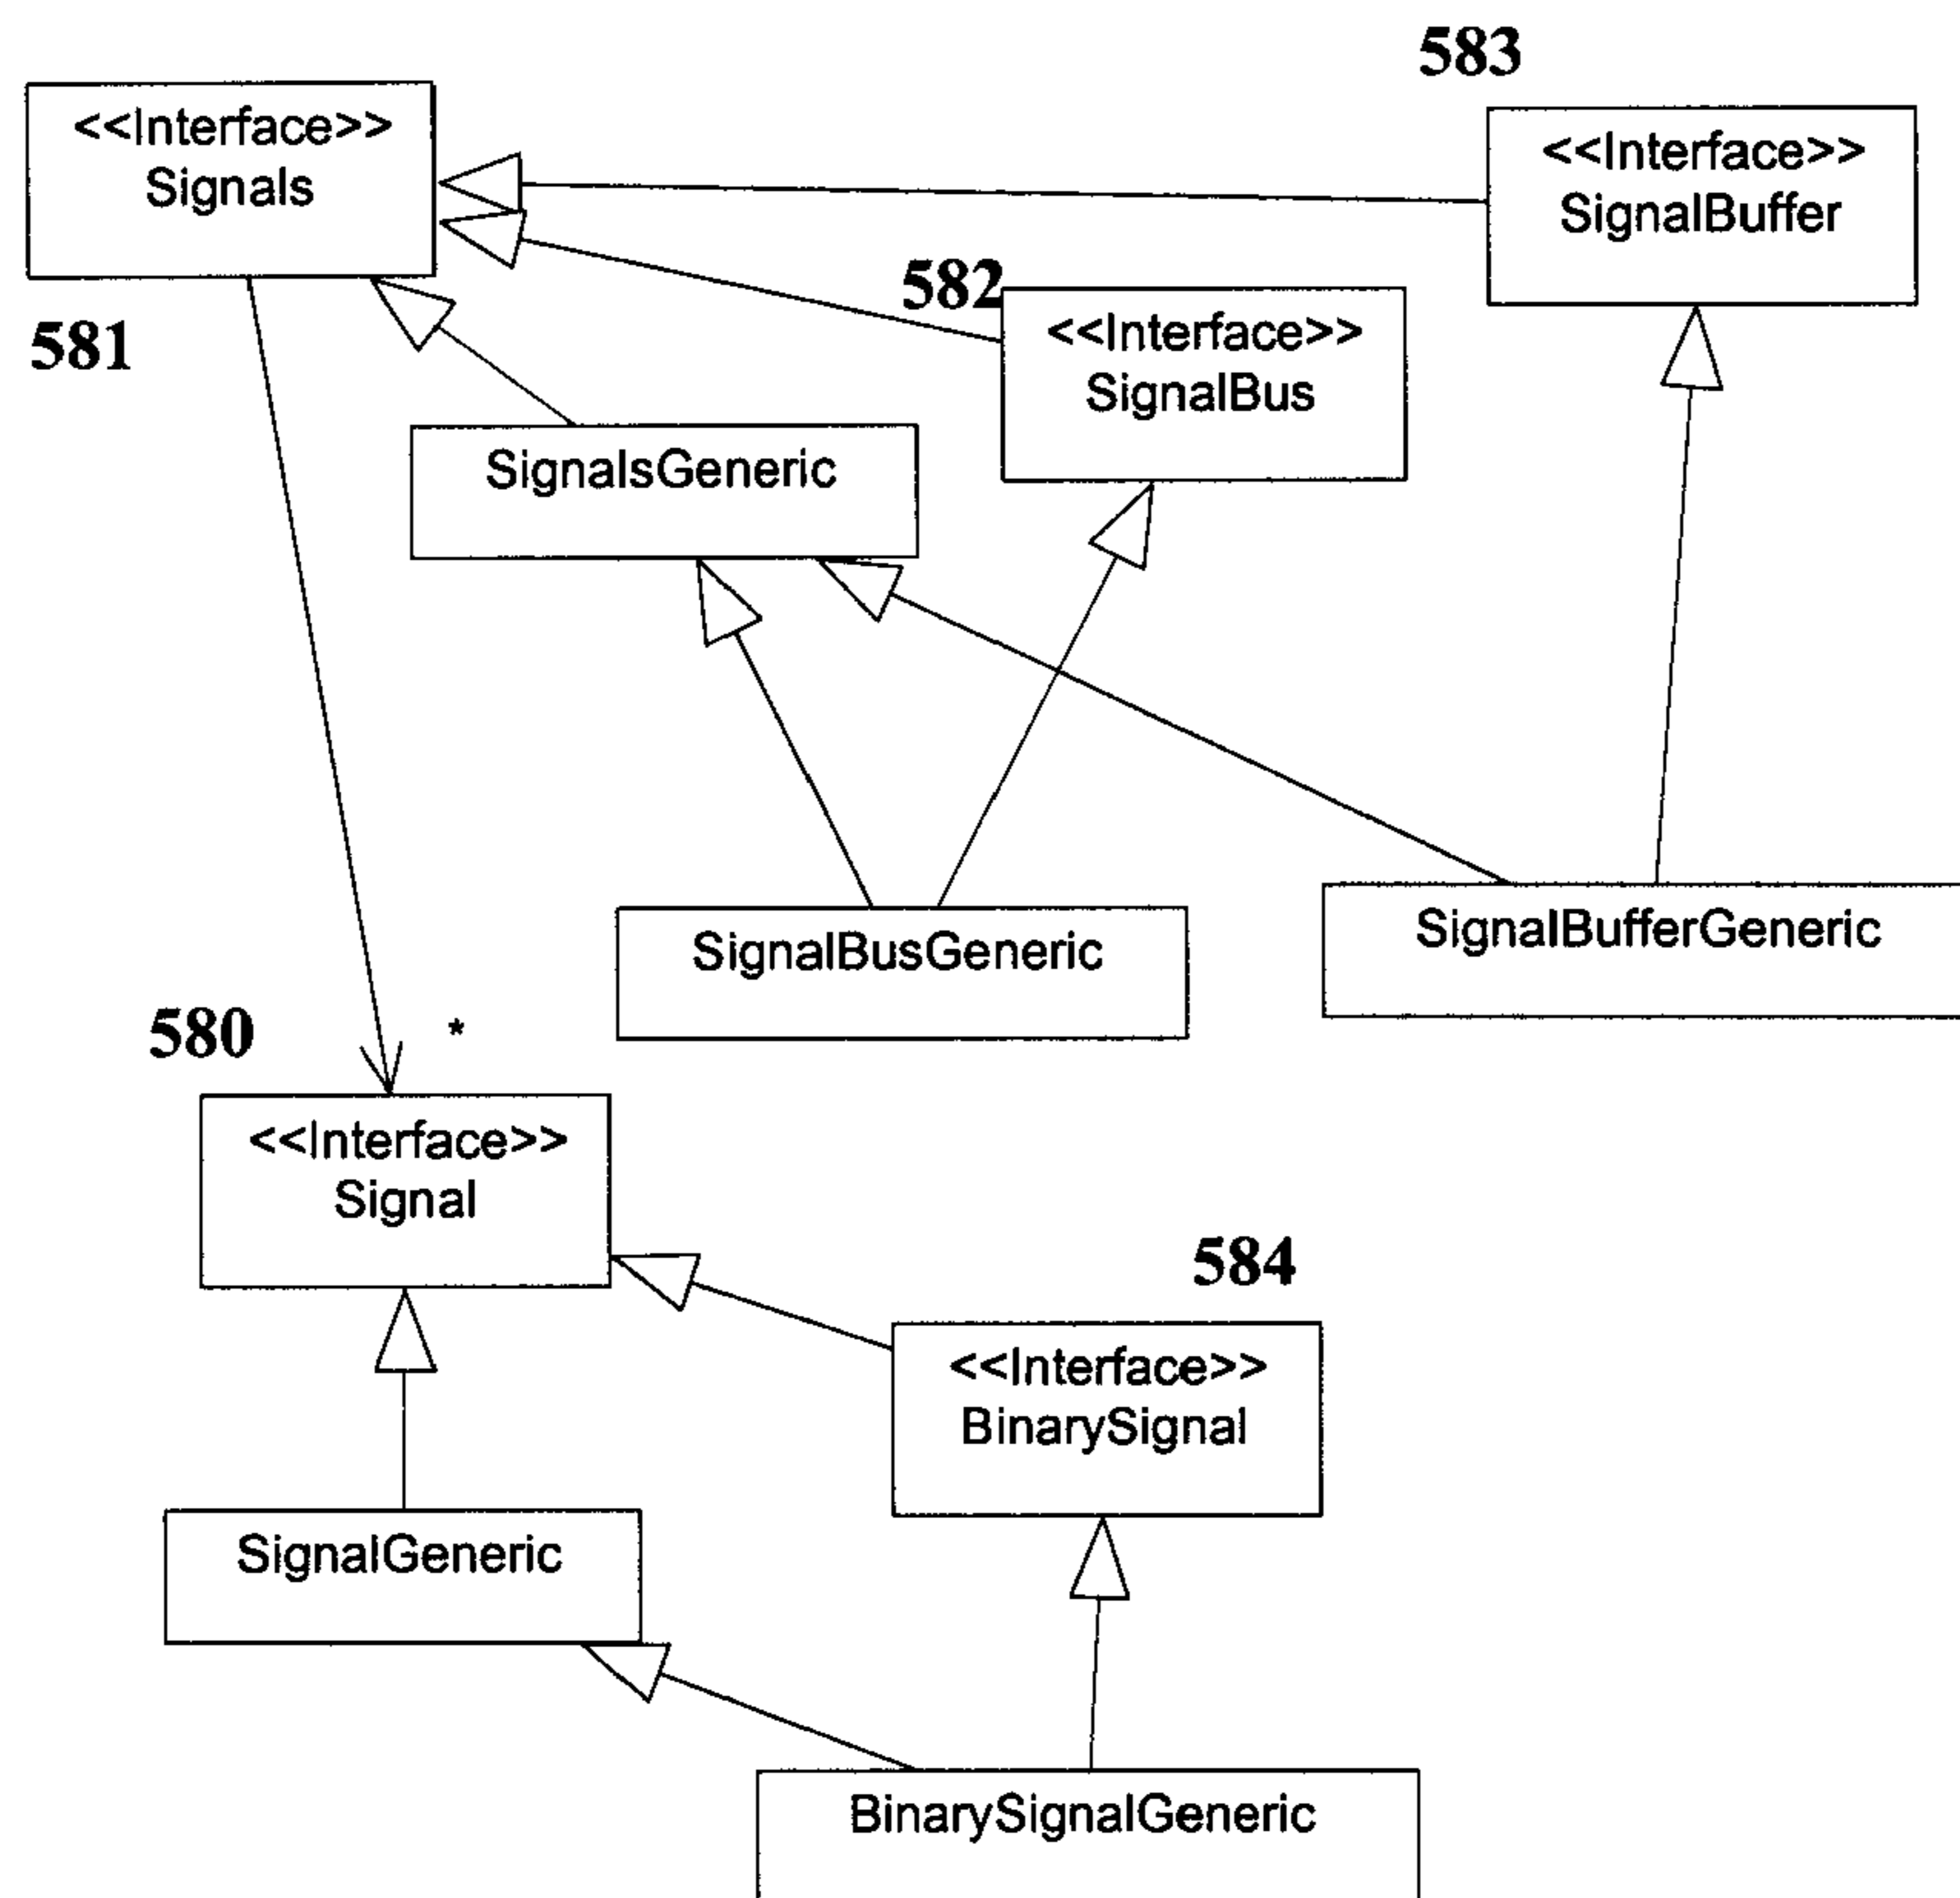 583
<<Interface>>
Signals
<<Interface>>
SignalBuffer
582
581
<<Interface>>
SignalBus
SignalsGeneric
SignalBusGeneric
SignalBufferGeneric
580
*
<<Interface>>
Signal
584
<<Interface>>
BinarySignal
SignalGeneric
BinarySignalGeneric